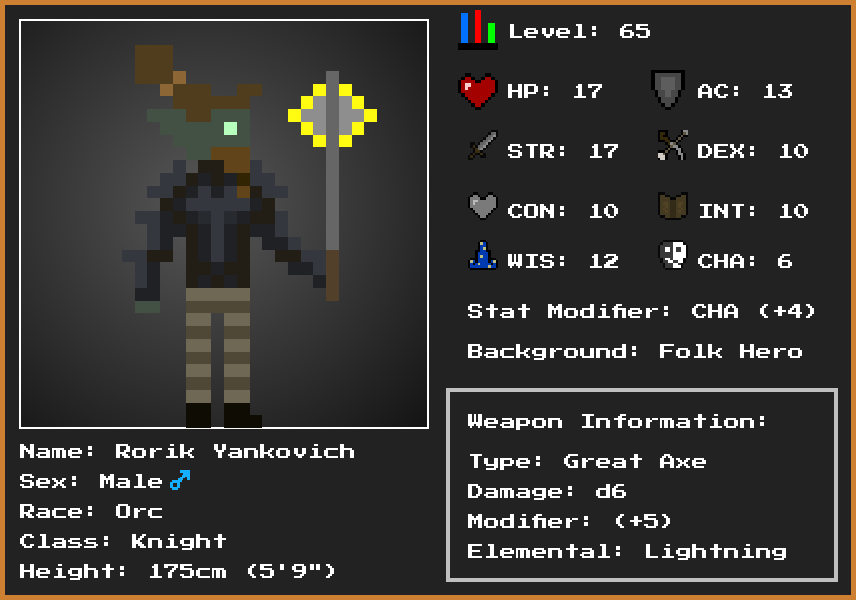 Level: 65
HP: 17 AC: 13
STR: 17 DEX: 10
CON: 10 INT: 10
WIS: 12 CHA: 6
Stat Modifier: CHA (+4)
Background: Folk Hero
Weapon Information:
Type: Great Axe
Damage: d6
Modifier: (+5)
Elemental: Lightning
Name: Rorik Yankovich
Sex: Male♂
Race: Orc
Class: Knight
Height: 175cm (5'9")